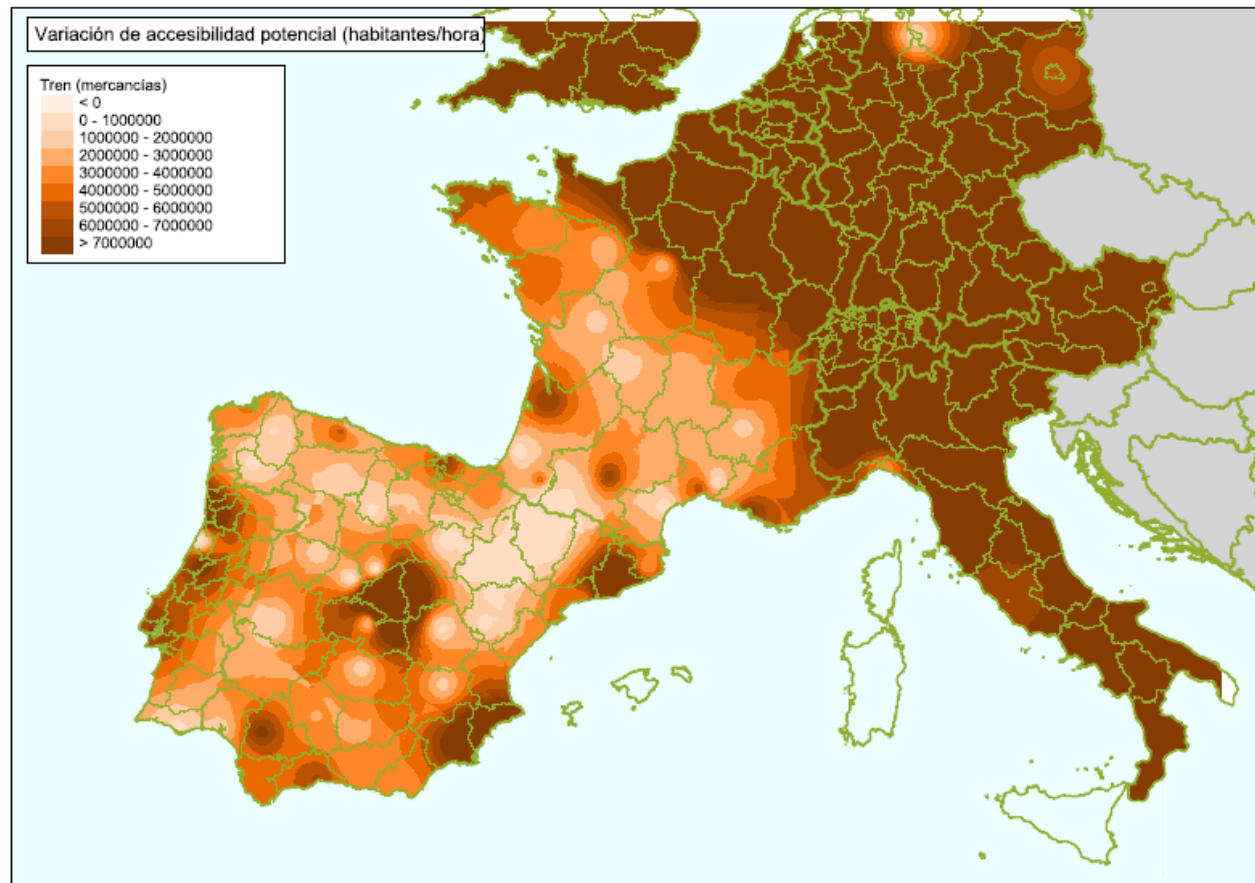 Variación de accesibilidad potencial (habitantes/hora)
Tren (mercancías)
< 0
0 - 1000000
1000000 - 2000000
2000000 - 3000000
3000000 - 4000000
4000000 - 5000000
5000000 - 6000000
6000000 - 7000000
> 7000000